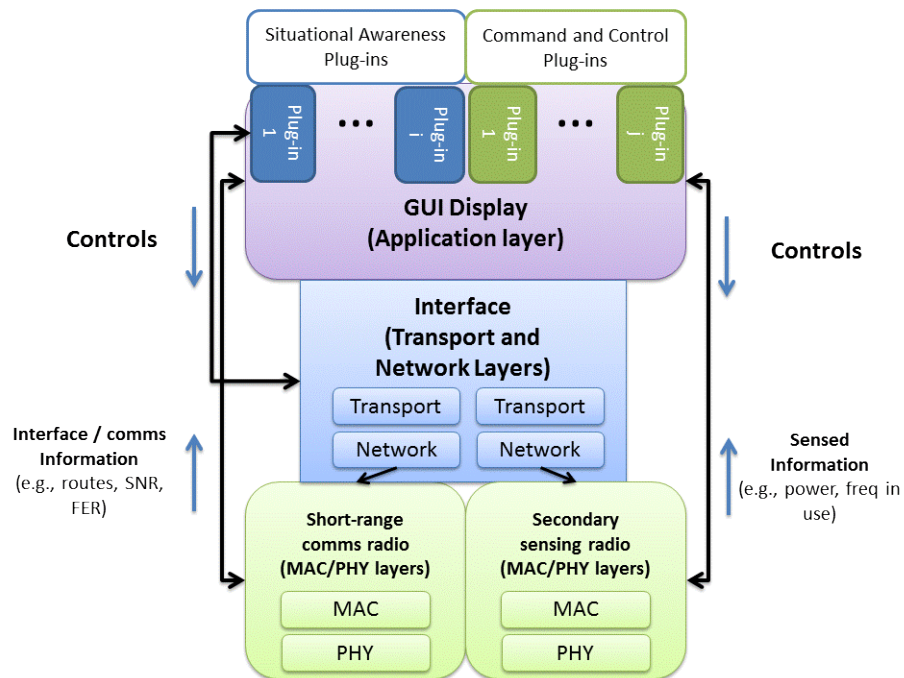 Situational Awareness
Plug-ins
Command and Control
Plug-ins
Plug-in
1
...
Plug-in
i
Plug-in
1
...
Plug-in
j
GUI Display
(Application layer)
Controls
Controls
Interface
(Transport and
Network Layers)
Transport
Transport
Network
Network
Interface / comms
Information
(e.g., routes, SNR,
FER)
Sensed
Information
(e.g., power, freq in
use)
Short-range
comms radio
(MAC/PHY layers)
MAC
PHY
Secondary
sensing radio
(MAC/PHY layers)
MAC
PHY